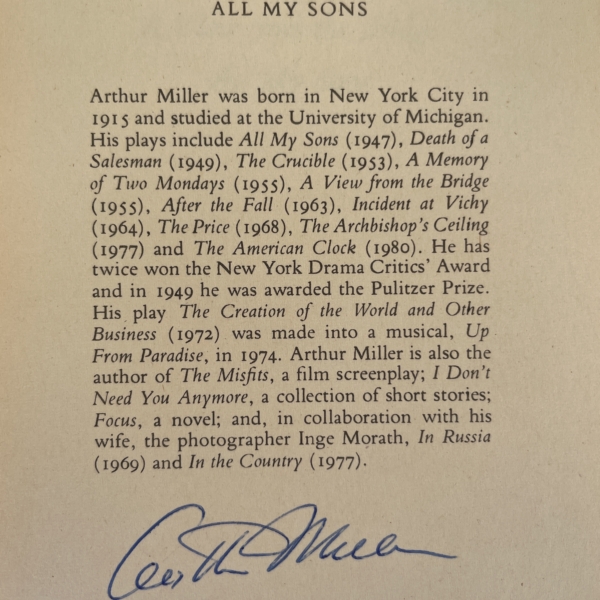 ALL MY SONS
Arthur Miller was born in New York City in
1915 and studied at the University of Michigan.
His plays include All My Sons (1947), Death of a
Salesman (1949), The Crucible (1953), A Memory
of Two Mondays (1955), A View from the Bridge
(1955), After the Fall (1963), Incident at Vichy
(1964), The Price (1968), The Archbishop's Ceiling
(1977) and The American Clock (1980). He has
twice won the New York Drama Critics' Award
and in 1949 he was awarded the Pulitzer Prize.
His play The Creation of the World and Other
Business (1972) was made into a musical, Up
From Paradise, in 1974. Arthur Miller is also the
author of The Misfits, a film screenplay; I Don't
Need You Anymore, a collection of short stories;
Focus, a novel; and, in collaboration with his
wife, the photographer Inge Morath, In Russia
(1969) and In the Country (1977).
Arthur Miller